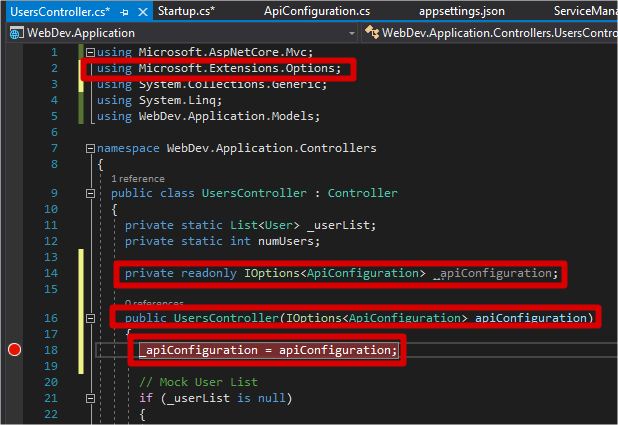 UsersController.cs* Startup.cs* ApiConfiguration.cs appsettings.json ServiceMana
WebDev.Application WebDev.Application.Controllers.UsersContro
1 using Microsoft.AspNetCore.Mvc;
2 using Microsoft.Extensions.Options;
3 using System.Collections.Generic;
4 using System.Linq;
5 using WebDev.Application.Models;
6
7 namespace WebDev.Application.Controllers
8 {
1 reference
9 public class UsersController : Controller
10 {
11 private static List<User> _userList;
12 private static int numUsers;
13
14 private readonly IOptions<ApiConfiguration> _apiConfiguration;
15
0 references
16 public UsersController(IOptions<ApiConfiguration> apiConfiguration)
17 {
18 _apiConfiguration = apiConfiguration;
19
20 // Mock User List
21 if (_userList is null)
22 {